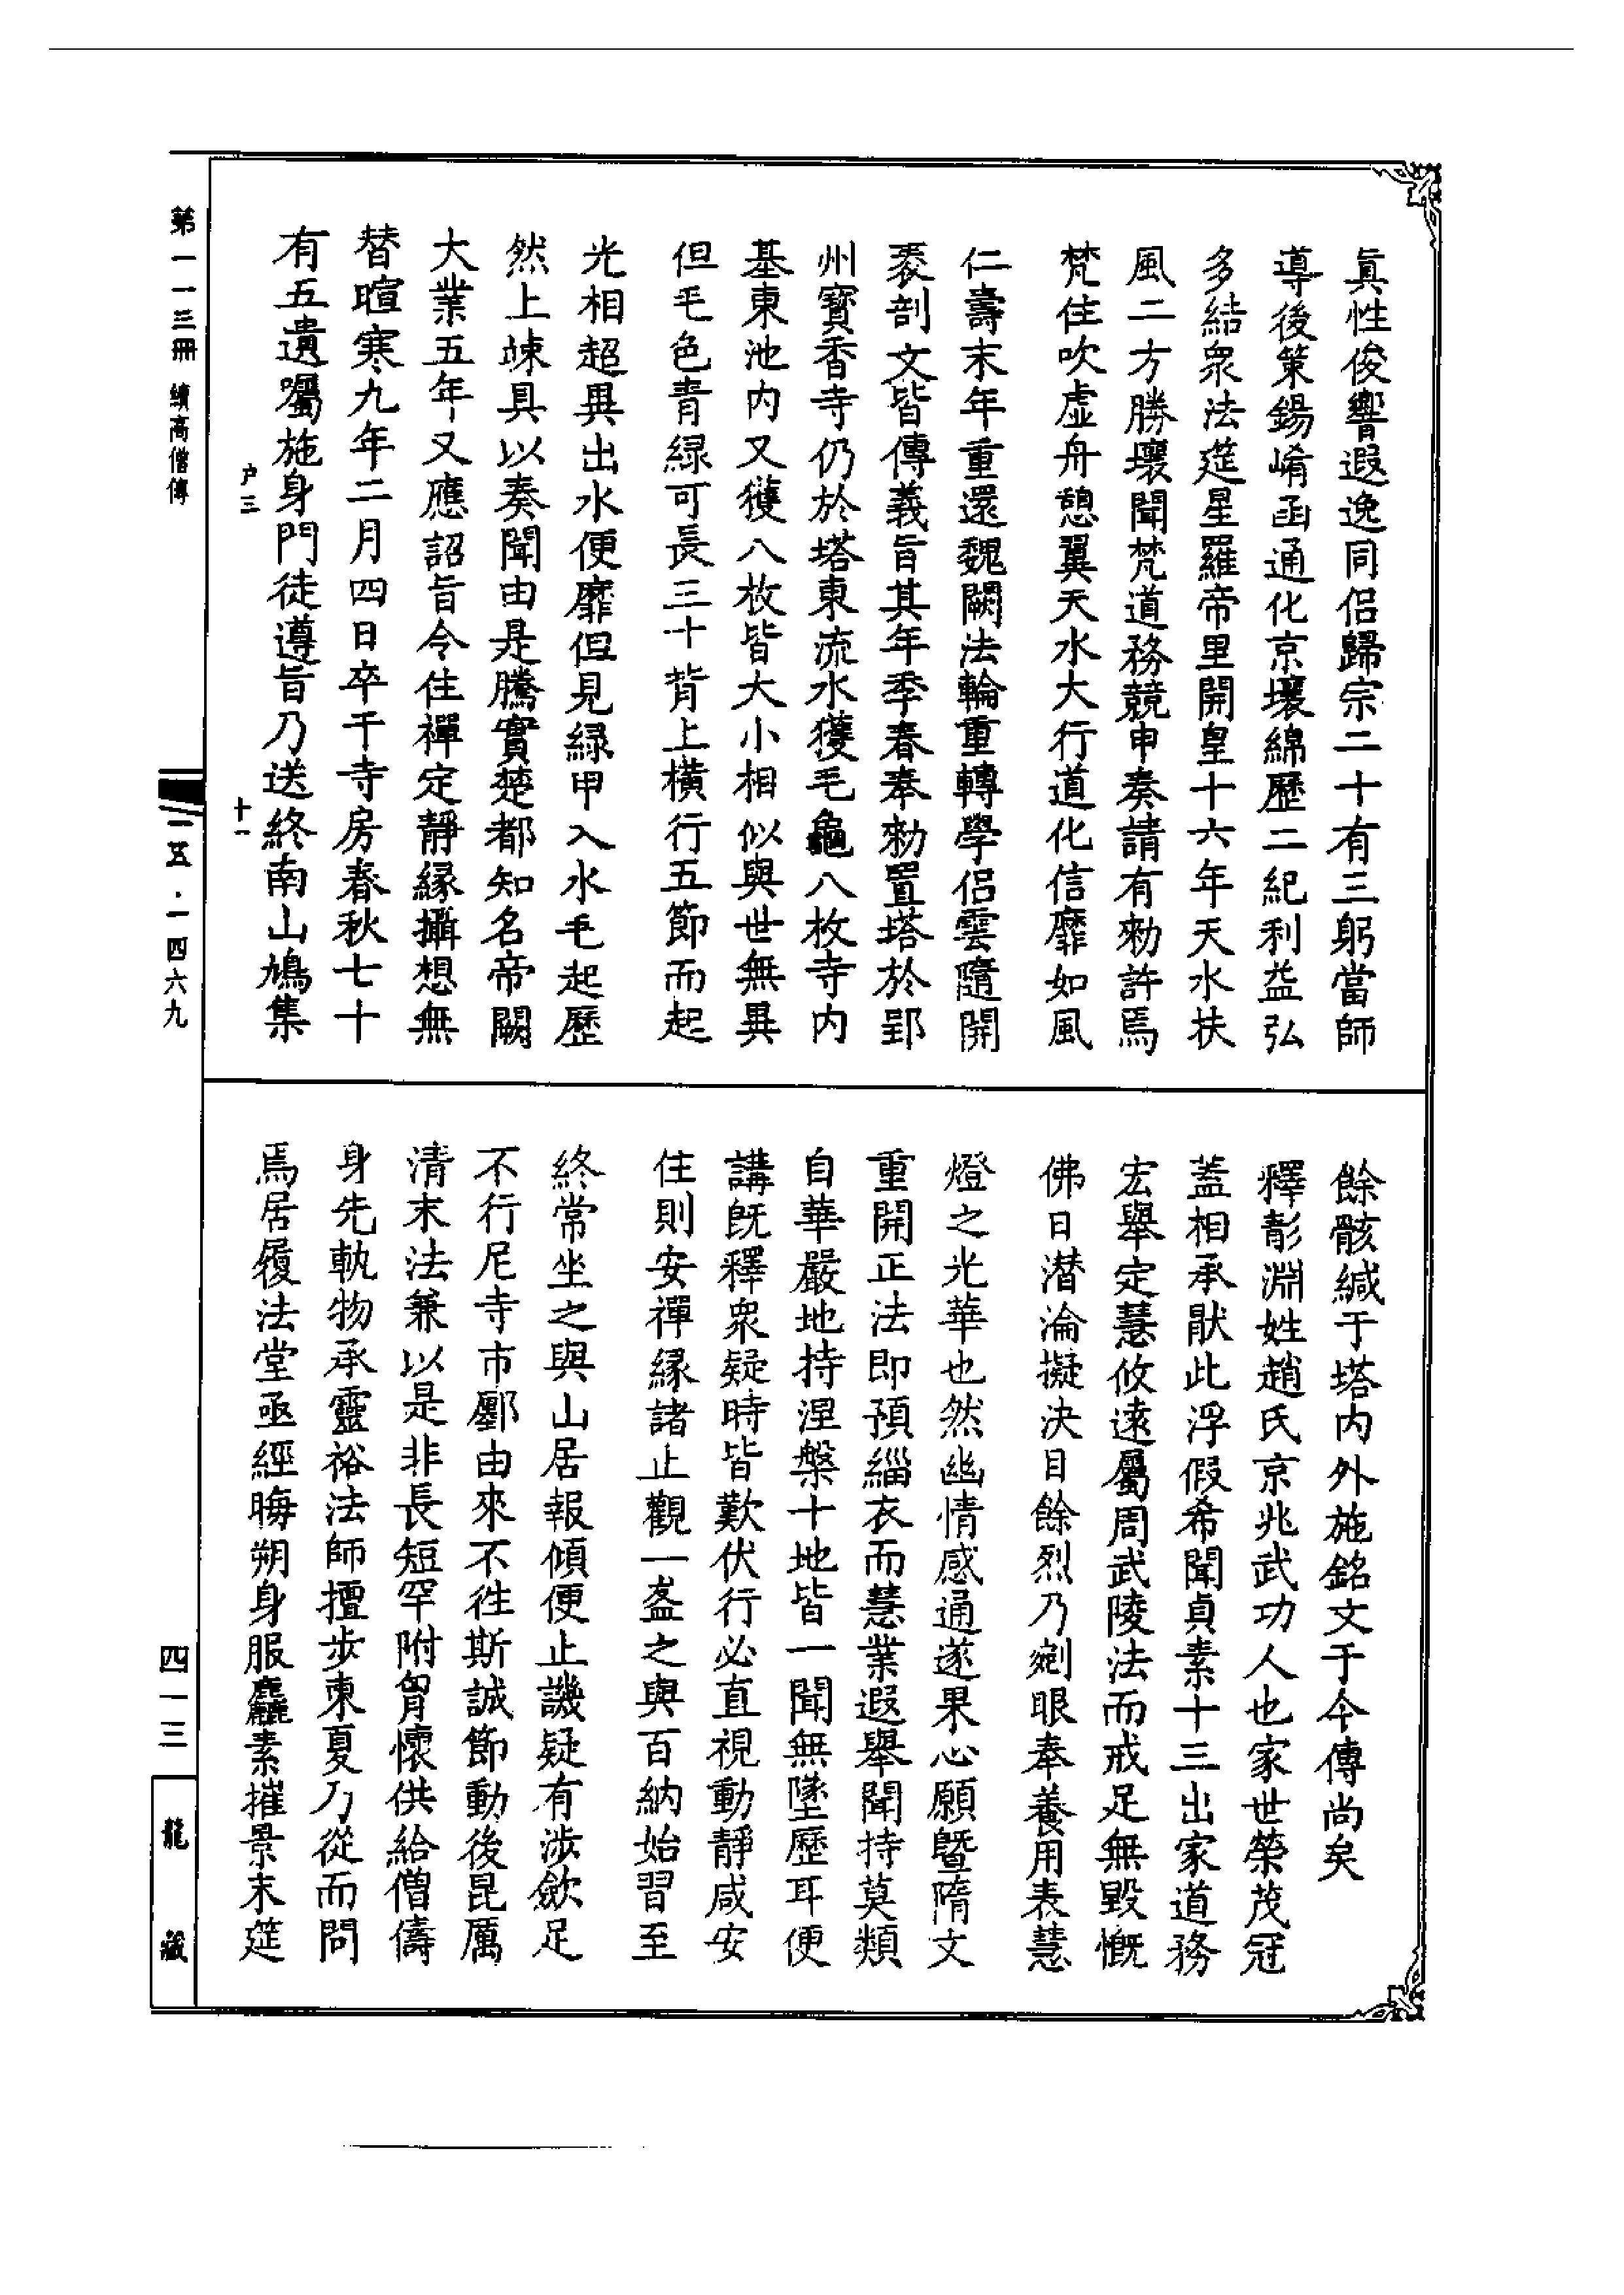 眞性俊響遐逸同侣歸宗二十有三躬當師
導後策錫崤函通化京壤綿歷二紀利益弘
多結衆法筵星羅帝里開皇十六年天水扶
風二方勝壤聞梵道務競申奏請有勑許焉
梵住吹虛舟憩翼天水大行道化信靡如風
仁壽末年重還魏闕法輪重轉學侣雲隨開
袠剖文皆傳義旨其年季春奉勑置塔於郢
州寳香寺仍於塔東流水獲毛龜八枚寺内
基東池内又獲八枚皆大小相似與世無異
但毛色青緑可長三寸背上橫行五節而起
光相超異出水便靡但見緑甲入水毛起歷
然上竦具以奏聞由是騰實楚都知名帝闕
大業五年又應詔旨令住禪定靜緣攝想無
替暄寒九年二月四日卒于寺房春秋七十
有五遺囑施身門徒遵旨乃送終南山鳩集
餘骸緘于塔内外施銘文于今傳尚矣
釋彭淵姓趙氏京兆武功人也家世榮茂冠
蓋相承猒此浮假希聞貞素十三出家道務
宏舉定慧攸遠屬周武陵法而戒足無毀慨
佛日潜淪擬決目餘烈乃剜眼奉養用表慧
燈之光華也然幽情感通遂果心願曁隋文
重開正法即預緇衣而慧業遐舉聞持莫類
自華嚴地持涅槃十地皆一聞無墜歷耳便
講旣釋衆疑時皆歎伏行必直視動靜咸安
住則安禪緣諸止觀一盋之與百納始習至
終常坐之與山居報傾便止譏疑有涉斂足
不行尼寺市鄽由來不徃斯誠節動後昆厲
清末法兼以是非長短罕附胷懷供給僧儔
身先軌物承靈裕法師擅步東夏乃從而問
焉居履法堂亟經晦朔身服麤素摧景末筵
第一一三冊 續高僧傳
户三
十一
一五·一四六九
四一三
龍藏